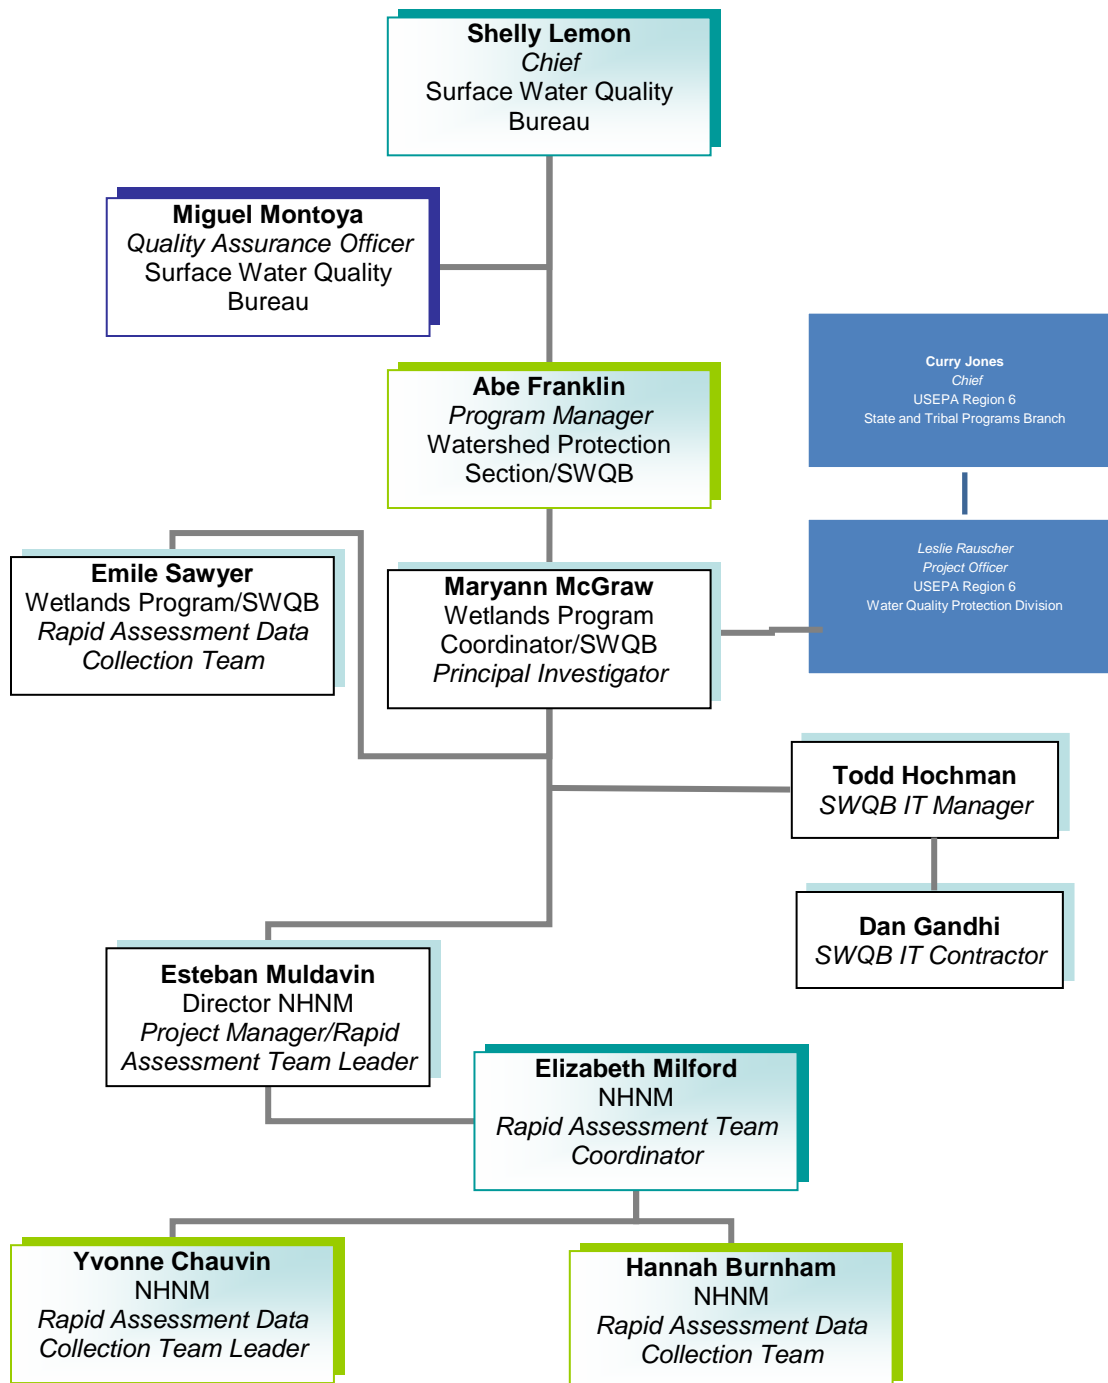 Shelly Lemon
Chief
Surface Water Quality
Bureau
Miguel Montoya
Quality Assurance Officer
Surface Water Quality
Bureau
Abe Franklin
Program Manager
Watershed Protection
Section/SWQB
Curry Jones
Chief
USEPA Region 6
State and Tribal Programs Branch
Leslie Rauscher
Project Officer
USEPA Region 6
Water Quality Protection Division
Emile Sawyer
Wetlands Program/SWQB
Rapid Assessment Data
Collection Team
Maryann McGraw
Wetlands Program
Coordinator/SWQB
Principal Investigator
Todd Hochman
SWQB IT Manager
Dan Gandhi
SWQB IT Contractor
Esteban Muldavin
Director NHNM
Project Manager/Rapid
Assessment Team Leader
Elizabeth Milford
NHNM
Rapid Assessment Team
Coordinator
Yvonne Chauvin
NHNM
Rapid Assessment Data
Collection Team Leader
Hannah Burnham
NHNM
Rapid Assessment Data
Collection Team